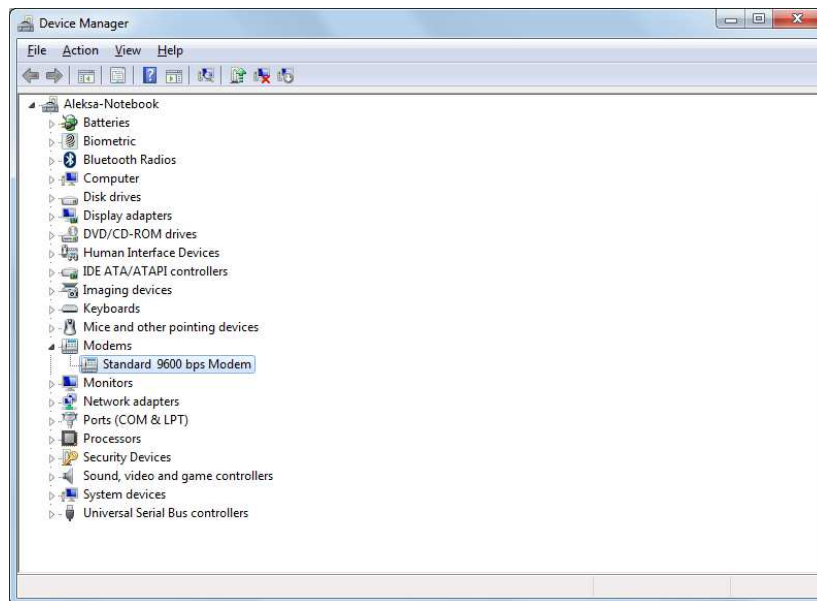 Device Manager
File Action View Help
Aleksa-Notebook
Batteries
Biometric
Bluetooth Radios
Computer
Disk drives
Display adapters
DVD/CD-ROM drives
Human Interface Devices
IDE ATA/ATAPI controllers
Imaging devices
Keyboards
Mice and other pointing devices
Modems
Standard 9600 bps Modem
Monitors
Network adapters
Ports (COM & LPT)
Processors
Security Devices
Sound, video and game controllers
System devices
Universal Serial Bus controllers